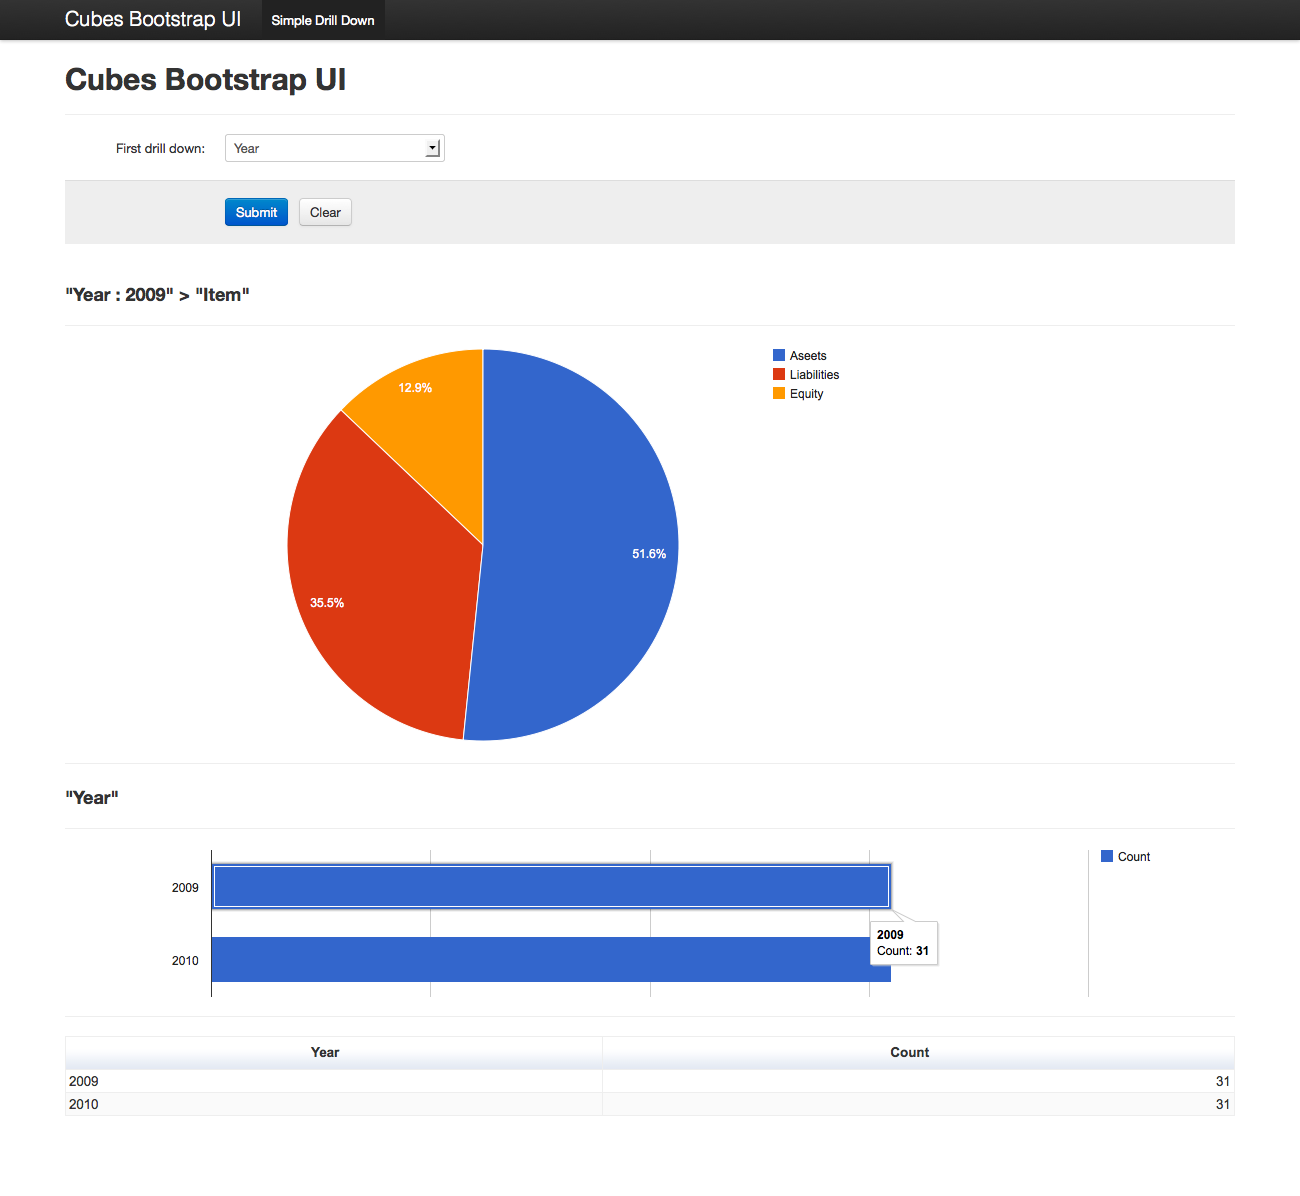 Cubes Bootstrap UI Simple Drill Down
Cubes Bootstrap UI
First drill down: Year
Submit Clear
"Year : 2009" > "Item"
Aseets
Liabilities
Equity
12.9%
51.6%
35.5%
"Year"
Count
2009
2009
Count: 31
2010
Year Count
2009 31
2010 31